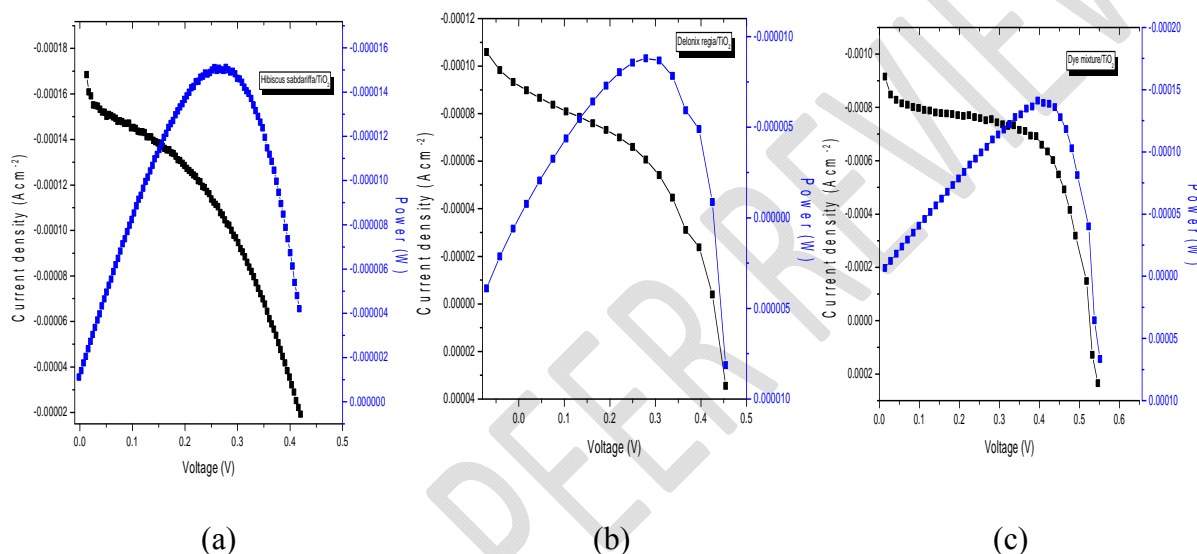 Current density (A cm⁻²)
-0.00018
-0.00016
-0.00014
-0.00012
-0.00010
-0.00008
-0.00006
-0.00004
-0.00002
Hibiscus sabdariffa/TiO₂
-0.000016
-0.000014
-0.000012
-0.000010
-0.000008
-0.000006
-0.000004
-0.000002
0.000000
Power (W)
0.0 0.1 0.2 0.3 0.4 0.5
Voltage (V)
(a)
Current density (A cm⁻²)
-0.00012
-0.00010
-0.00008
-0.00006
-0.00004
-0.00002
0.00000
0.00002
0.00004
Delonix regia/TiO₂
-0.000010
-0.000005
0.000000
0.000005
0.000010
Power (W)
0.0 0.1 0.2 0.3 0.4 0.5
Voltage (V)
(b)
Current density (A cm⁻²)
-0.0010
-0.0008
-0.0006
-0.0004
-0.0002
0.0000
0.0002
Dye mixture/TiO₂
-0.00020
-0.00015
-0.00010
-0.00005
0.00000
0.00005
0.00010
Power (W)
0.0 0.1 0.2 0.3 0.4 0.5 0.6
Voltage (V)
(c)
DEER REVIEW